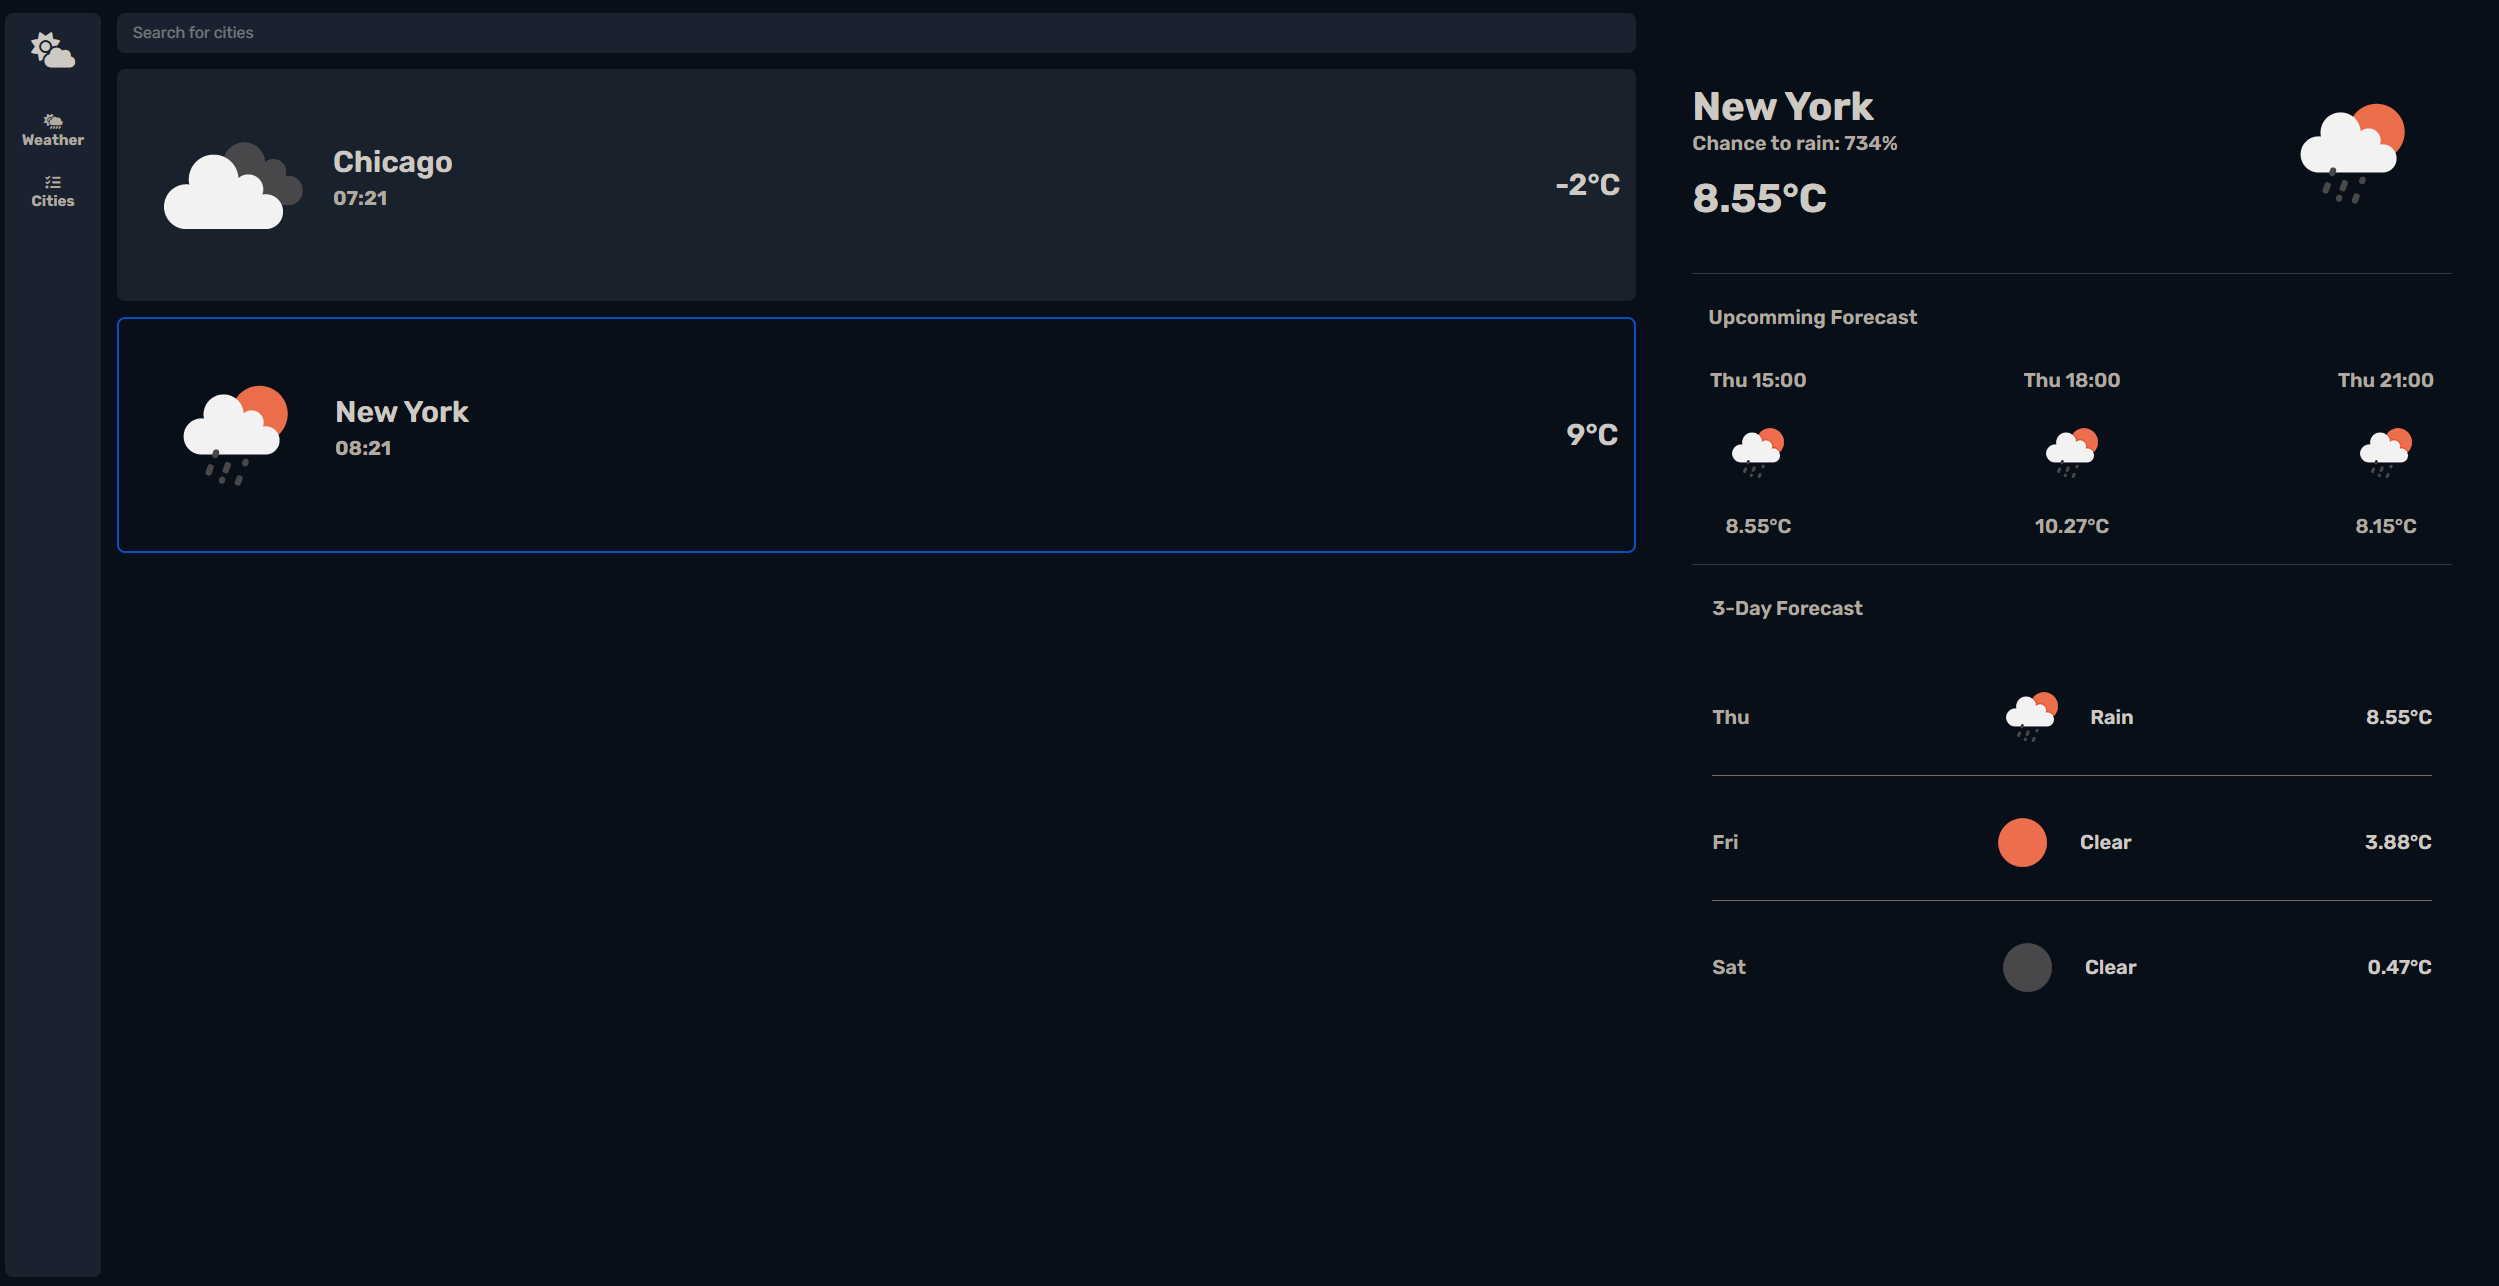 Weather
Cities
Search for cities
Chicago
07:21
-2°C
New York
08:21
9°C
New York
Chance to rain: 734%
8.55°C
Upcomming Forecast
Thu 15:00 Thu 18:00 Thu 21:00
8.55°C 10.27°C 8.15°C
3-Day Forecast
Thu Rain 8.55°C
Fri Clear 3.88°C
Sat Clear 0.47°C